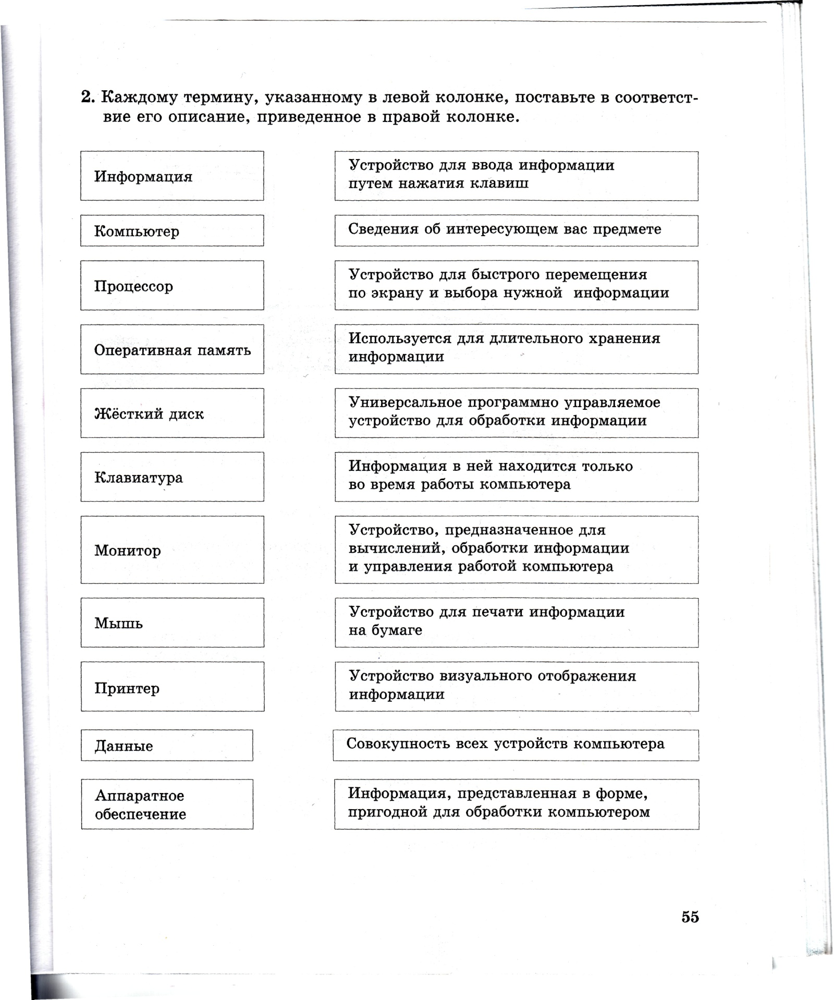 2. Каждому термину, указанному в левой колонке, поставьте в соответст-
вие его описание, приведенное в правой колонке.
Информация
Устройство для ввода информации
путем нажатия клавиш
Компьютер
Сведения об интересующем вас предмете
Процессор
Устройство для быстрого перемещения
по экрану и выбора нужной информации
Оперативная память
Используется для длительного хранения
информации
Жёсткий диск
Универсальное программно управляемое
устройство для обработки информации
Клавиатура
Информация в ней находится только
во время работы компьютера
Монитор
Устройство, предназначенное для
вычислений, обработки информации
и управления работой компьютера
Мышь
Устройство для печати информации
на бумаге
Принтер
Устройство визуального отображения
информации
Данные
Совокупность всех устройств компьютера
Аппаратное
обеспечение
Информация, представленная в форме,
пригодной для обработки компьютером
55